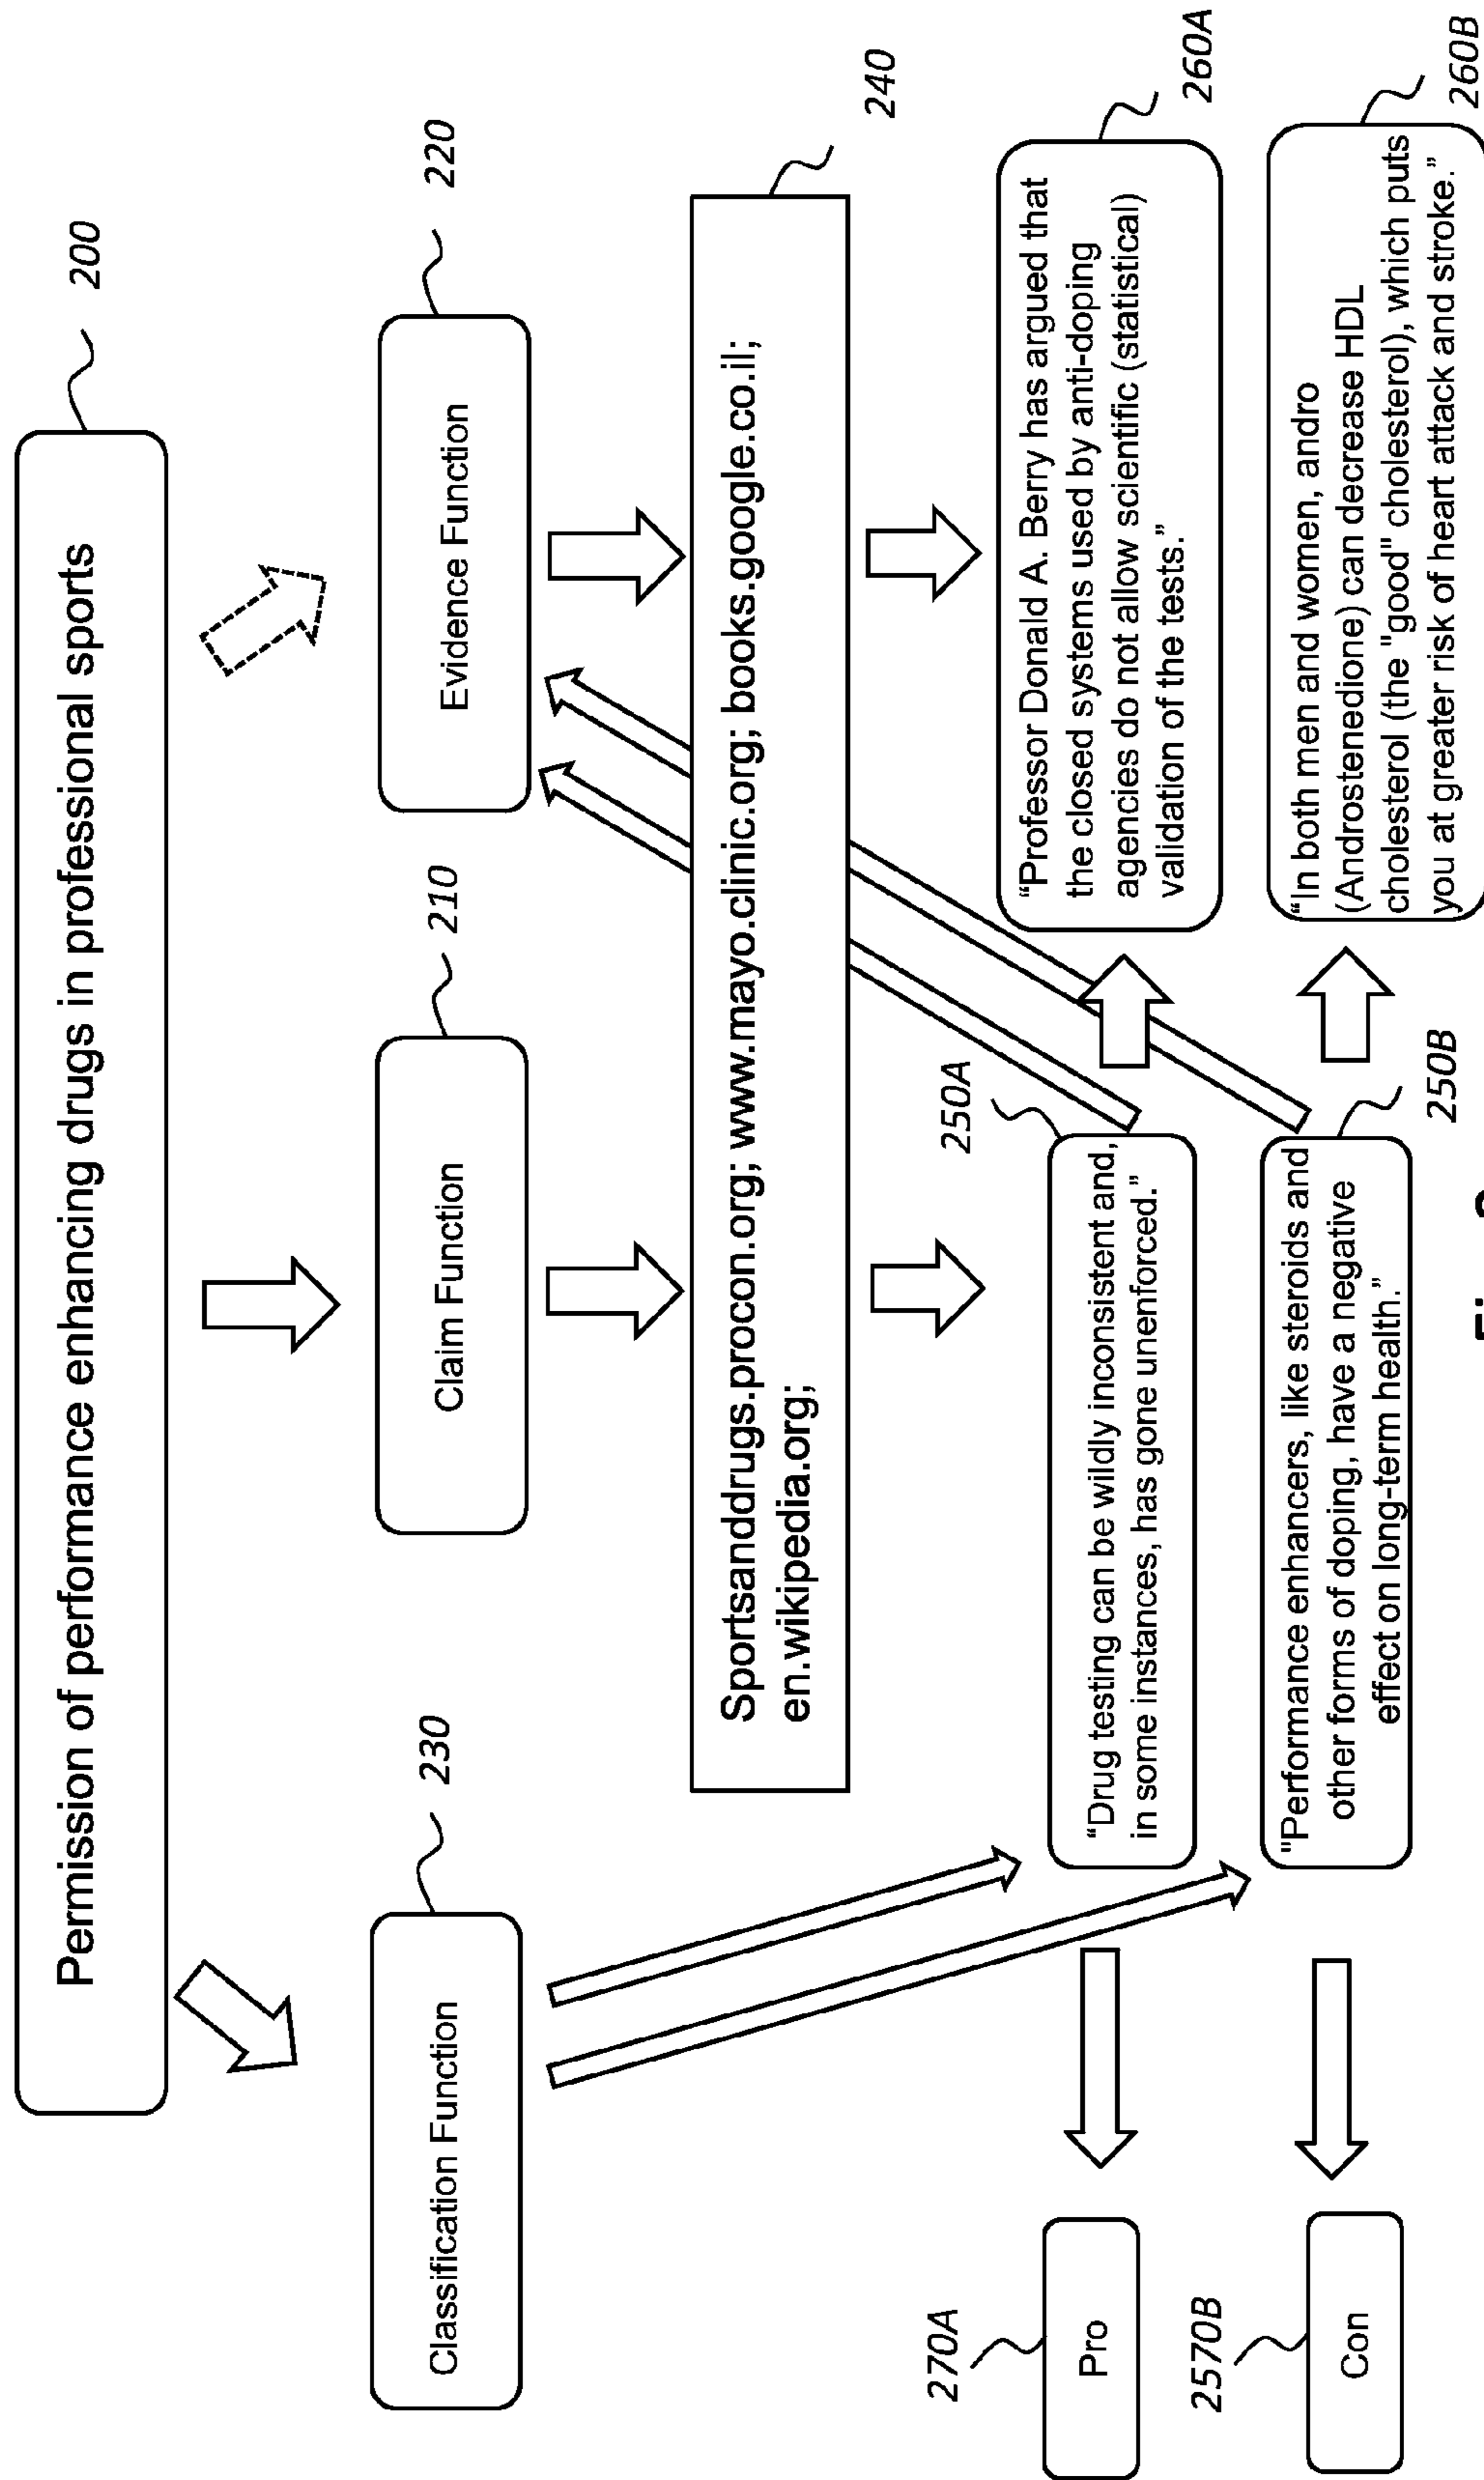 Permission of performance enhancing drugs in professional sports
200
Classification Function
230
Claim Function
210
Evidence Function
220
Sportsanddrugs.procon.org; www.mayo.clinic.org; books.google.co.il;
en.wikipedia.org;
240
270A
Pro
“Drug testing can be wildly inconsistent and,
in some instances, has gone unenforced.”
250A
“Professor Donald A. Berry has argued that
the closed systems used by anti-doping
agencies do not allow scientific (statistical)
validation of the tests.”
260A
2570B
Con
"Performance enhancers, like steroids and
other forms of doping, have a negative
effect on long-term health.”
250B
“In both men and women, andro
(Androstenedione) can decrease HDL
cholesterol (the "good" cholesterol), which puts
you at greater risk of heart attack and stroke.”
260B